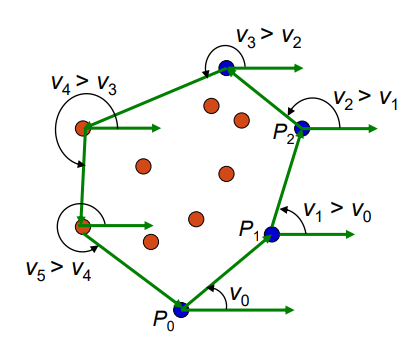 v₃ > v₂
v₄ > v₃
v₂ > v₁
P₂
v₁ > v₀
P₁
v₅ > v₄
v₀
P₀